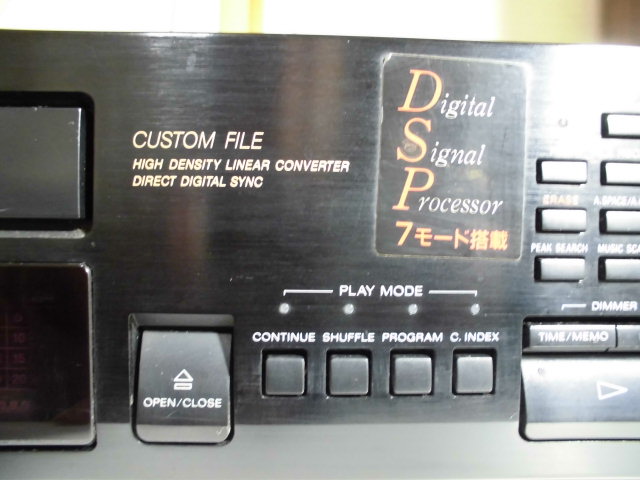 CUSTOM FILE
HIGH DENSITY LINEAR CONVERTER
DIRECT DIGITAL SYNC
Digital
Signal
Processor
7モード搭載
ERASE
PEAK SEARCH
MUSIC
PLAY MODE
DIMMER
CONTINUE SHUFFLE PROGRAM C. INDEX
TIME/MEMO
OPEN/CLOSE